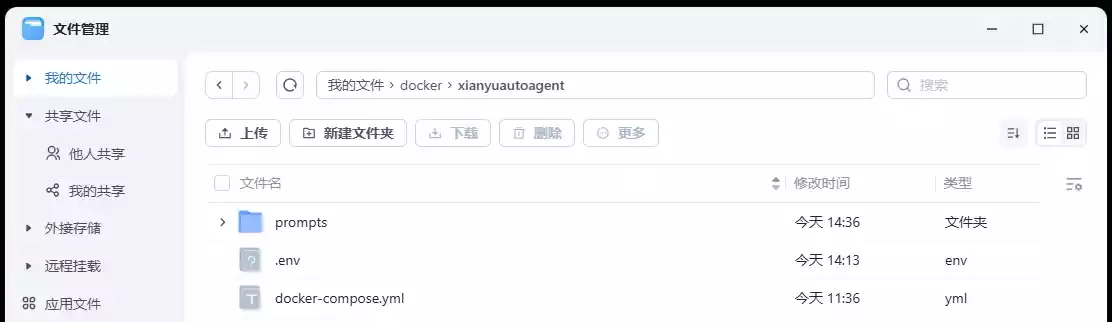 文件管理
我的文件
共享文件
他人共享
我的共享
外接存储
远程挂载
应用文件
我的文件 > docker > xianyuautoagent
搜索
上传 新建文件夹 下载 删除 更多
文件名 修改时间 类型
prompts 今天 14:36 文件夹
.env 今天 14:13 env
docker-compose.yml 今天 11:36 yml